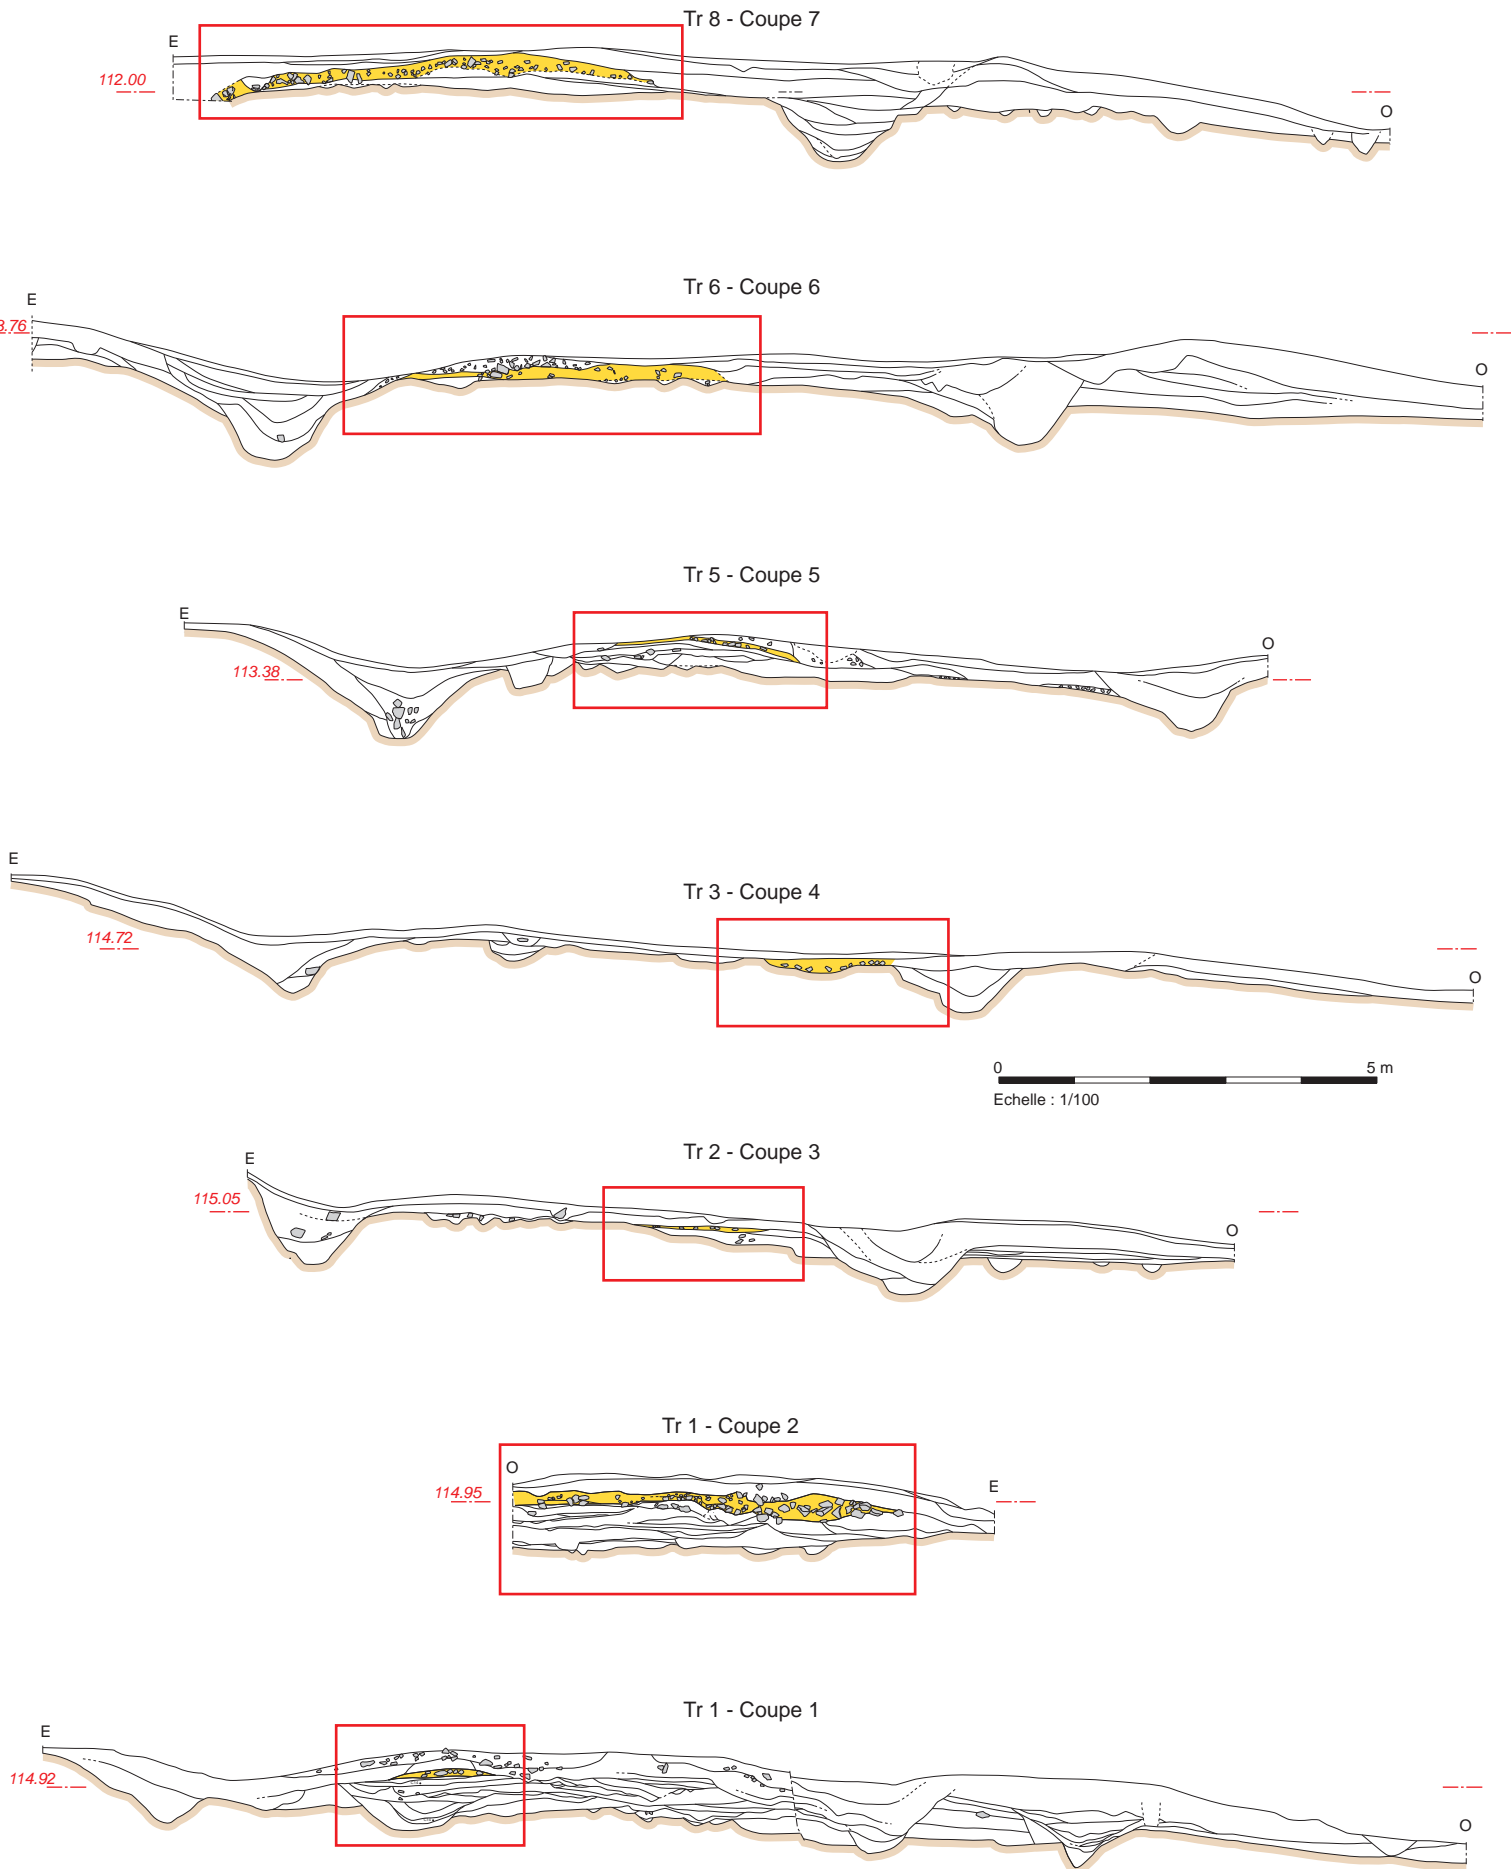 Tr 8 - Coupe 7
E
112.00
O
Tr 6 - Coupe 6
E
3.76
O
Tr 5 - Coupe 5
E
O
113.38
E
Tr 3 - Coupe 4
114.72
O
0 5 m
Echelle : 1/100
Tr 2 - Coupe 3
E
115.05
O
Tr 1 - Coupe 2
O
E
114.95
Tr 1 - Coupe 1
E
114.92
O